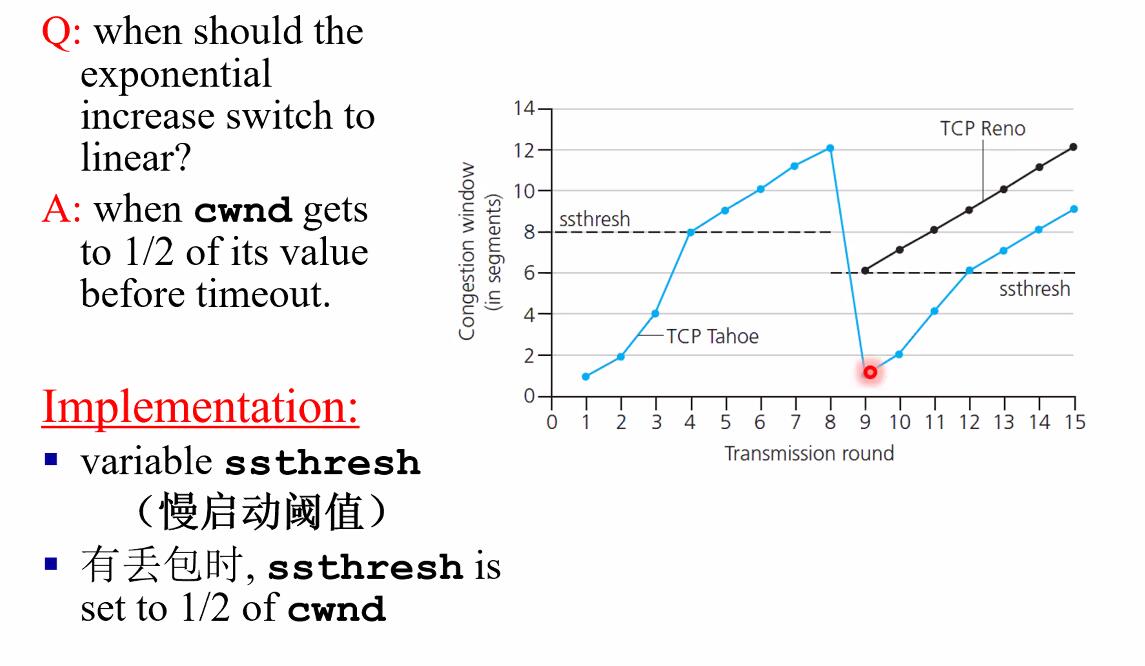 Q: when should the
exponential
increase switch to
linear?
A: when cwnd gets
to 1/2 of its value
before timeout.
Implementation:
▪ variable ssthresh
（慢启动阈值）
▪ 有丢包时, ssthresh is
set to 1/2 of cwnd
Congestion window
(in segments)
14
12
10
8
6
4
2
0
TCP Reno
ssthresh
ssthresh
TCP Tahoe
0 1 2 3 4 5 6 7 8 9 10 11 12 13 14 15
Transmission round